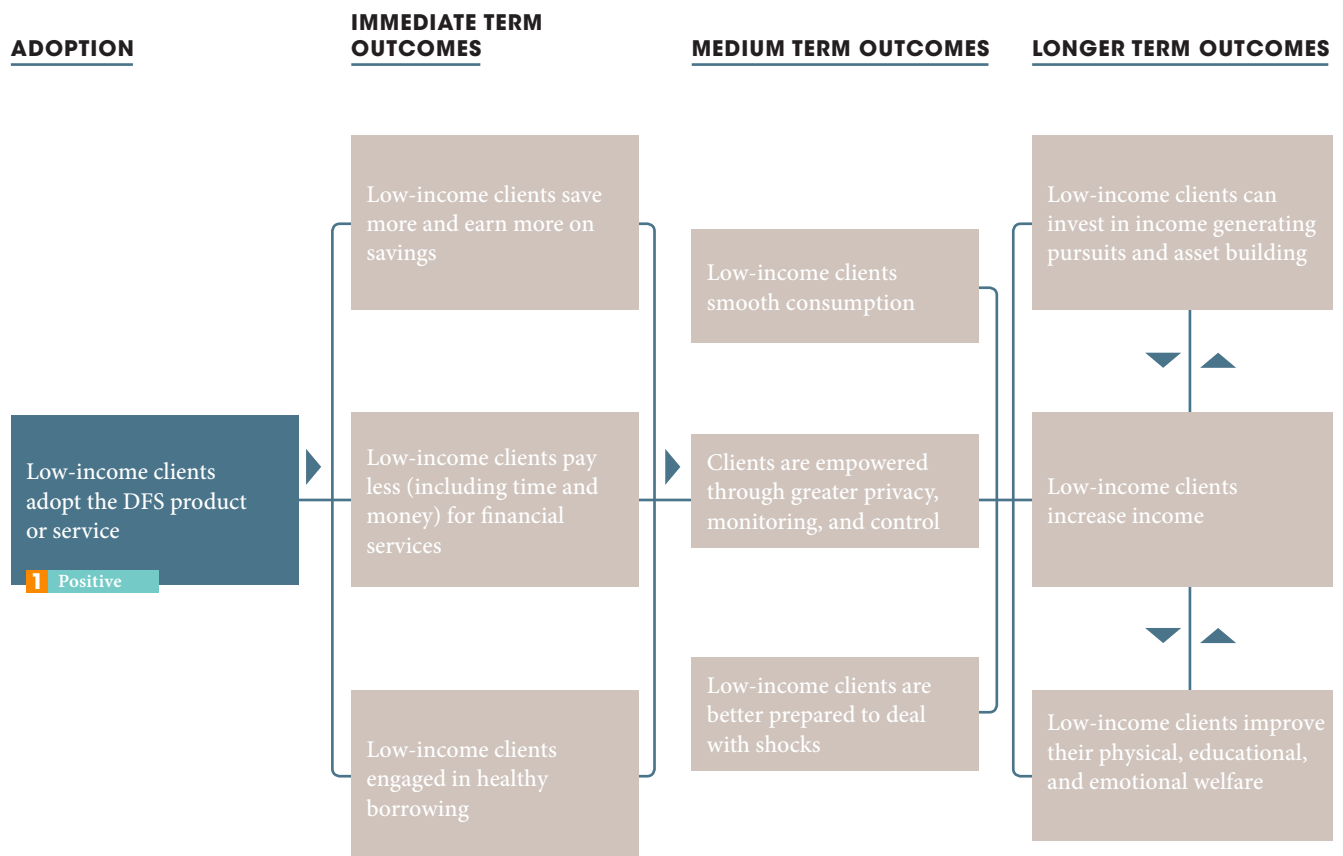 ADOPTION
IMMEDIATE TERM
OUTCOMES
MEDIUM TERM OUTCOMES
LONGER TERM OUTCOMES
Low-income clients
adopt the DFS product
or service
1 Positive
Low-income clients save
more and earn more on
savings
Low-income clients pay
less (including time and
money) for financial
services
Low-income clients
engaged in healthy
borrowing
Low-income clients
smooth consumption
Clients are empowered
through greater privacy,
monitoring, and control
Low-income clients are
better prepared to deal
with shocks
Low-income clients can
invest in income generating
pursuits and asset building
Low-income clients
increase income
Low-income clients improve
their physical, educational,
and emotional welfare